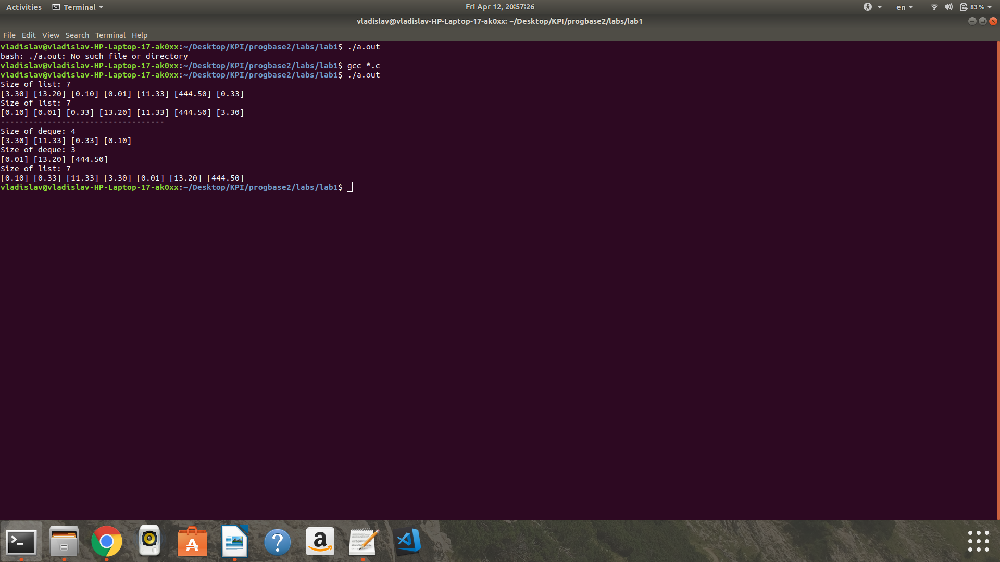 Activities Terminal Fri Apr 12, 20:57:26 en 83 %
vladislav@vladislav-HP-Laptop-17-ak0xx: ~/Desktop/KPI/progbase2/labs/lab1
File Edit View Search Terminal Help
vladislav@vladislav-HP-Laptop-17-ak0xx:~/Desktop/KPI/progbase2/labs/lab1$ ./a.out
bash: ./a.out: No such file or directory
vladislav@vladislav-HP-Laptop-17-ak0xx:~/Desktop/KPI/progbase2/labs/lab1$ gcc *.c
vladislav@vladislav-HP-Laptop-17-ak0xx:~/Desktop/KPI/progbase2/labs/lab1$ ./a.out
Size of list: 7
[3.30] [13.20] [0.10] [0.01] [11.33] [444.50] [0.33]
Size of list: 7
[0.10] [0.01] [0.33] [13.20] [11.33] [444.50] [3.30]
-----------------------------------
Size of deque: 4
[3.30] [11.33] [0.33] [0.10]
Size of deque: 3
[0.01] [13.20] [444.50]
Size of list: 7
[0.10] [0.33] [11.33] [3.30] [0.01] [13.20] [444.50]
vladislav@vladislav-HP-Laptop-17-ak0xx:~/Desktop/KPI/progbase2/labs/lab1$